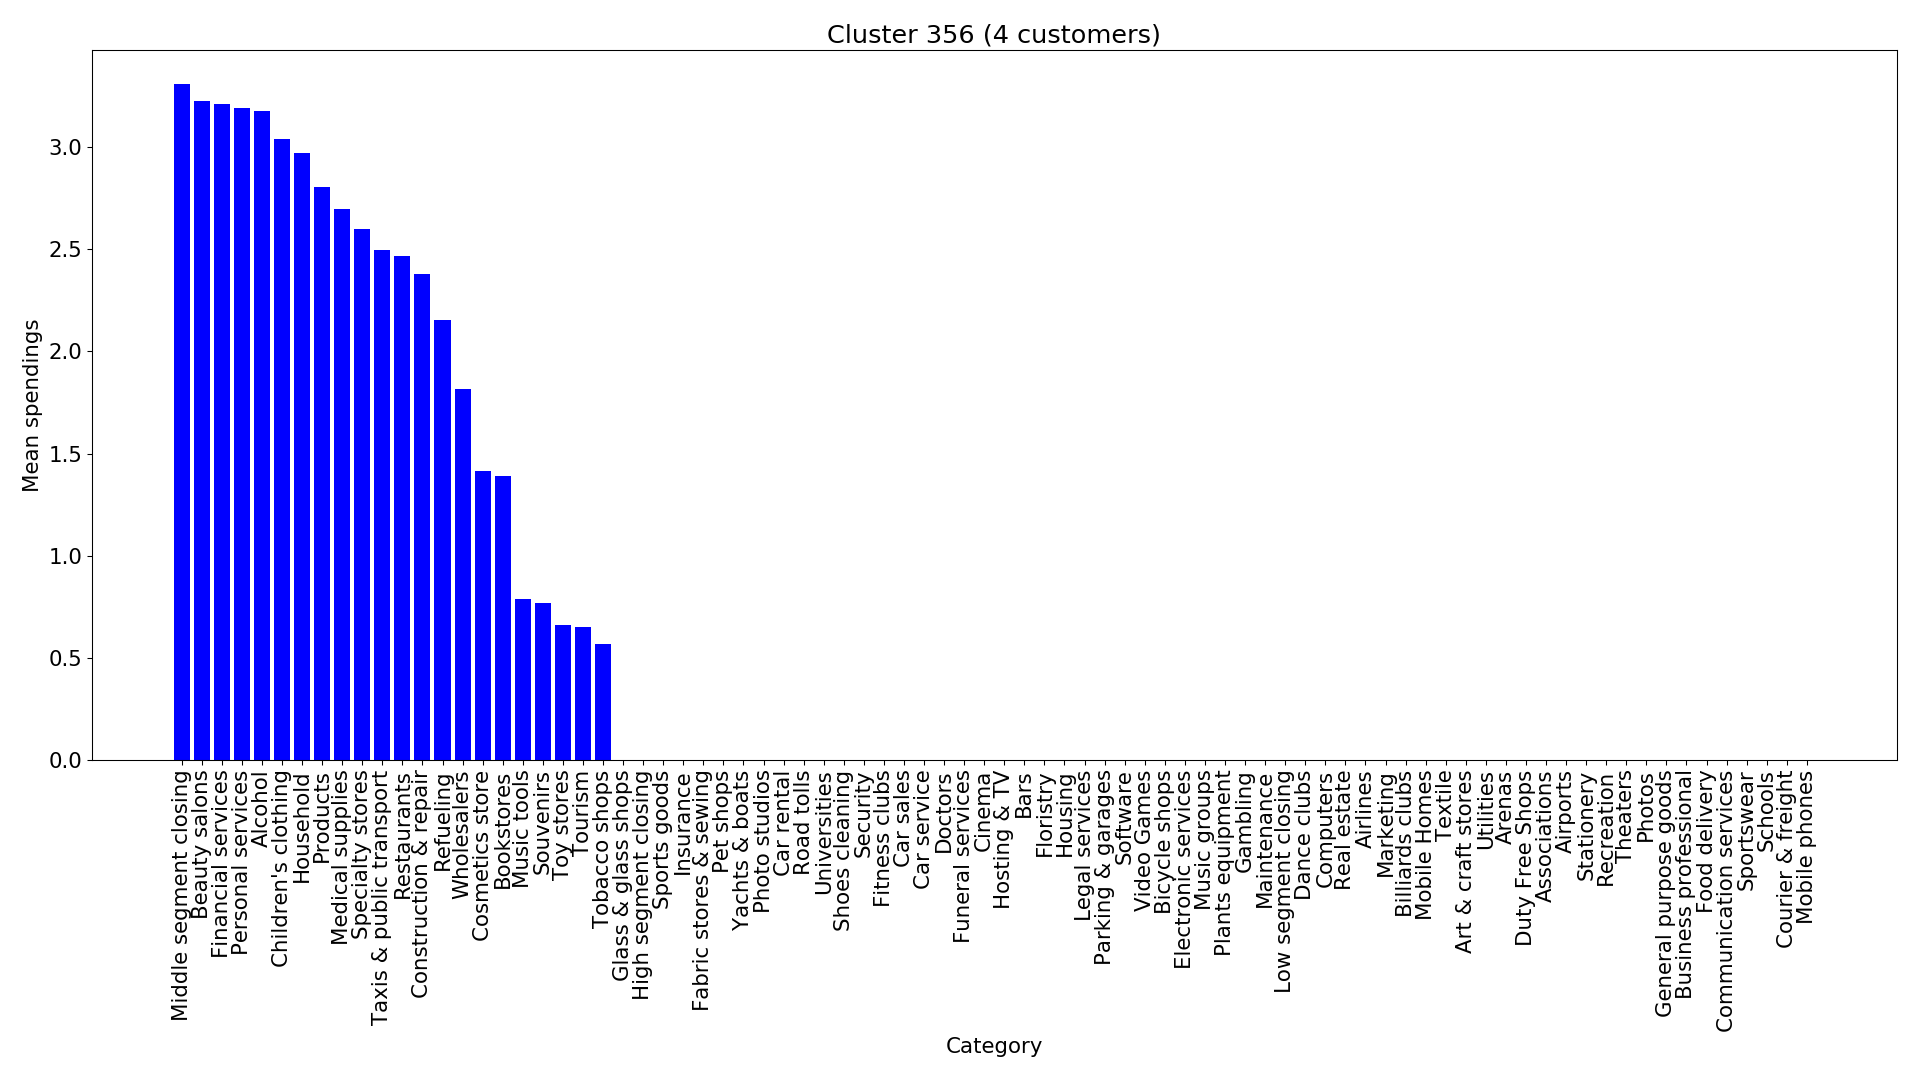 Cluster 356 (4 customers)
Mean spendings
3.0
2.5
2.0
1.5
1.0
0.5
0.0
Middle segment closing
Beauty salons
Financial services
Personal services
Alcohol
Children's clothing
Household
Products
Medical supplies
Specialty stores
Taxis & public transport
Restaurants
Construction & repair
Refueling
Wholesalers
Cosmetics store
Bookstores
Music tools
Souvenirs
Toy stores
Tourism
Tobacco shops
Glass & glass shops
High segment closing
Sports goods
Insurance
Fabric stores & sewing
Pet shops
Yachts & boats
Photo studios
Car rental
Road tolls
Universities
Shoes cleaning
Security
Fitness clubs
Car sales
Car service
Doctors
Funeral services
Cinema
Hosting & TV
Bars
Floristry
Housing
Legal services
Parking & garages
Software
Video Games
Bicycle shops
Electronic services
Music groups
Plants equipment
Gambling
Maintenance
Low segment closing
Dance clubs
Computers
Real estate
Airlines
Marketing
Billiards clubs
Mobile Homes
Textile
Art & craft stores
Utilities
Arenas
Duty Free Shops
Associations
Airports
Stationery
Recreation
Theaters
Photos
General purpose goods
Business professional
Food delivery
Communication services
Sportswear
Schools
Courier & freight
Mobile phones
Category